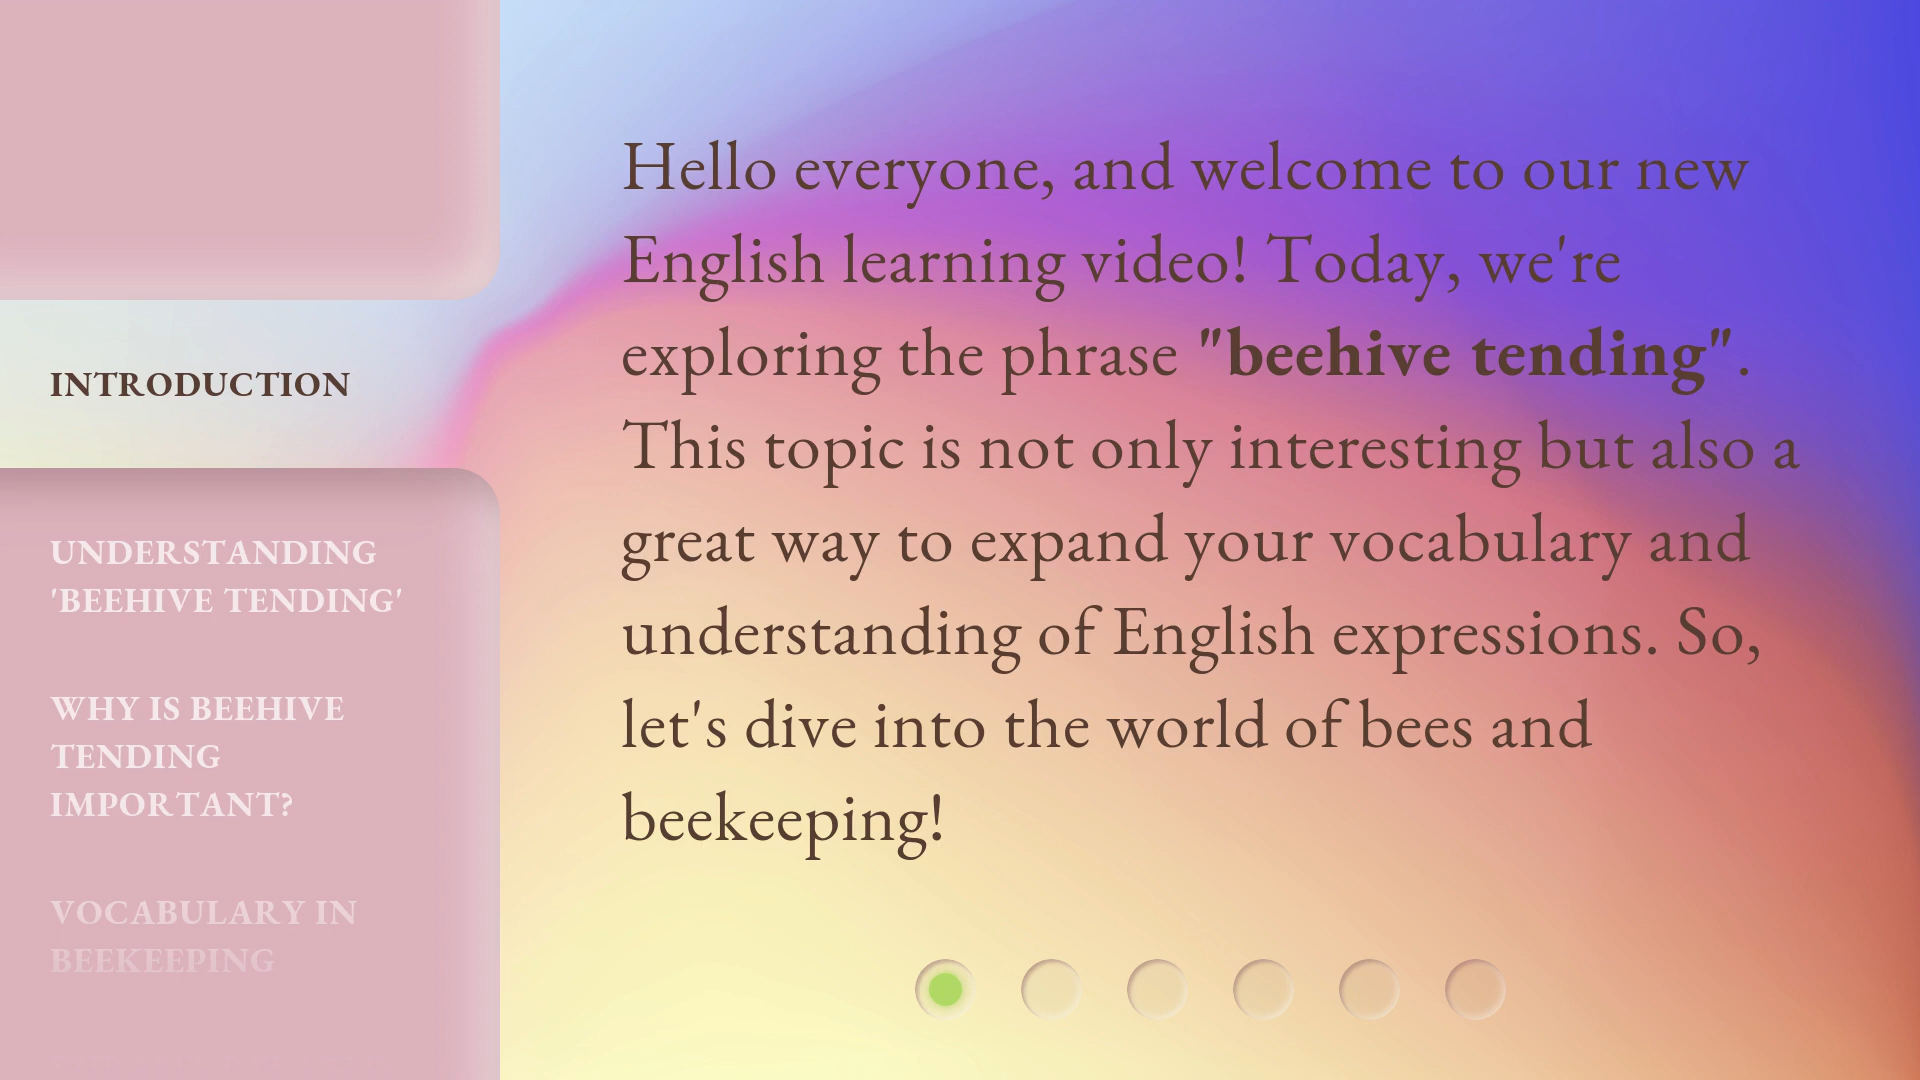 INTRODUCTION
UNDERSTANDING
'BEEHIVE TENDING'
WHY IS BEEHIVE
TENDING
IMPORTANT?
VOCABULARY IN
BEEKEEPING
Hello everyone, and welcome to our new
English learning video! Today, we're
exploring the phrase "beehive tending".
This topic is not only interesting but also a
great way to expand your vocabulary and
understanding of English expressions. So,
let's dive into the world of bees and
beekeeping!